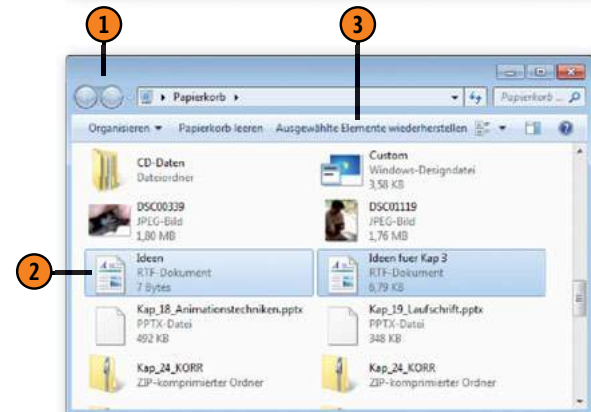 1
3
Papierkorb
Papierkorb ...
Organisieren
Papierkorb leeren
Ausgewählte Elemente wiederherstellen
CD-Daten
Dateiordner
Custom
Windows-Designdatei
3,58 KB
DSC00339
JPEG-Bild
1,80 MB
DSC01119
JPEG-Bild
1,76 MB
2
Ideen
RTF-Dokument
7 Bytes
Ideen fuer Kap 3
RTF-Dokument
6,79 KB
Kap_18_Animationstechniken.pptx
PPTX-Datei
492 KB
Kap_19_Laufschrift.pptx
PPTX-Datei
348 KB
Kap_24_KORR
ZIP-komprimierter Ordner
Kap_24_KORR
ZIP-komprimierter Ordner